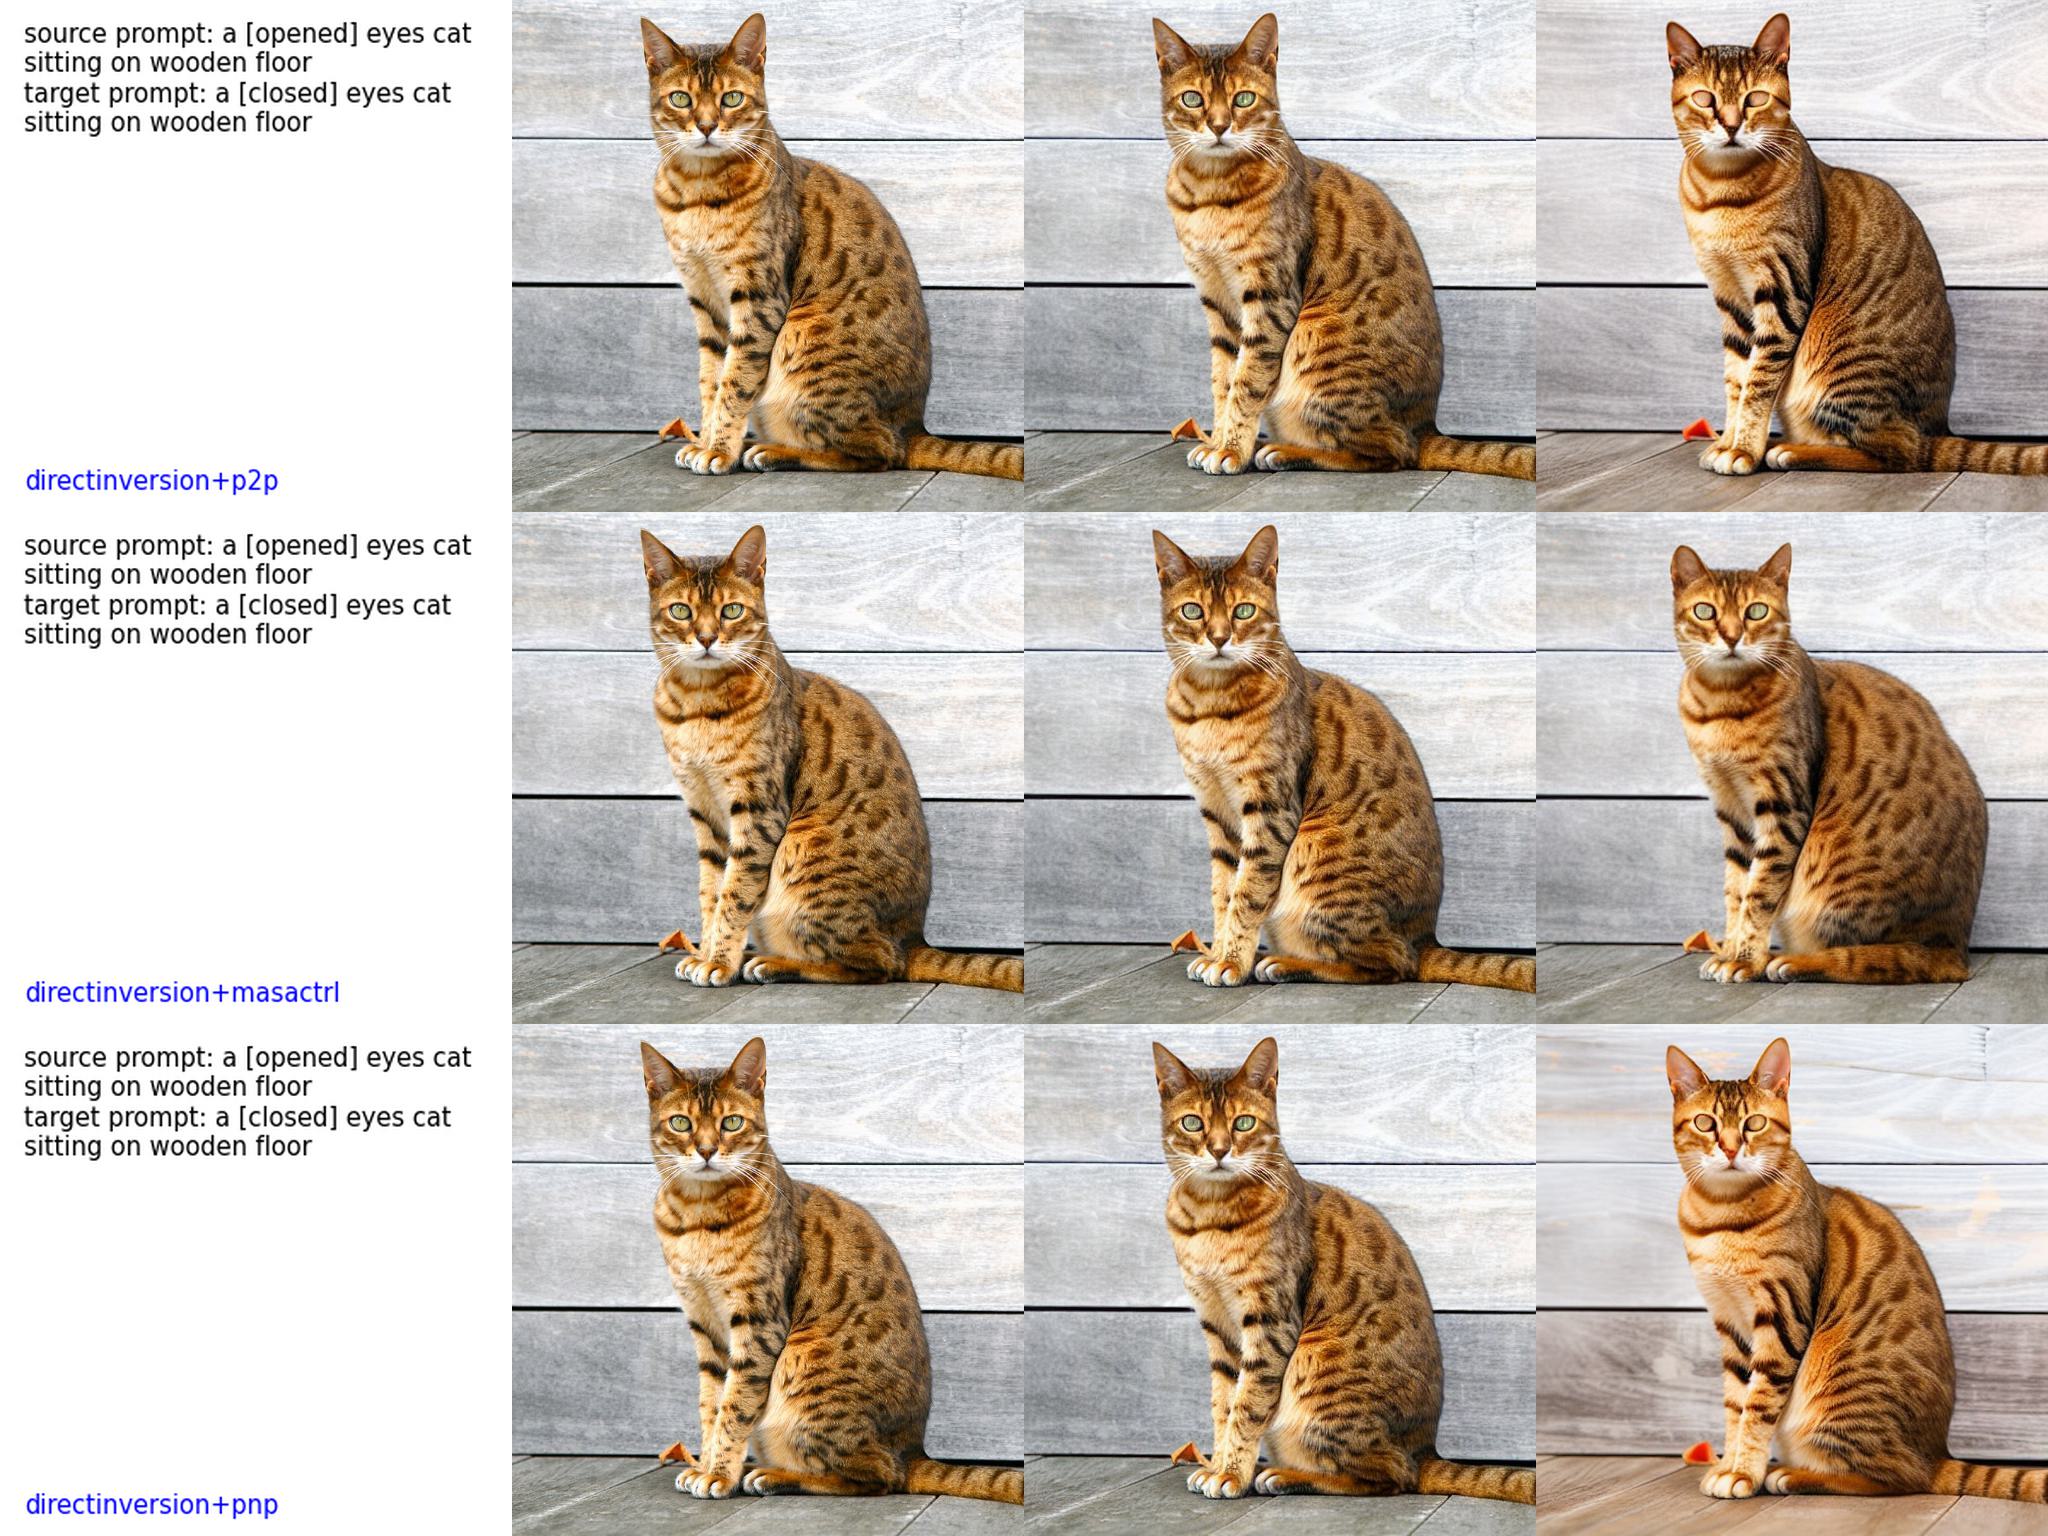 source prompt: a [opened] eyes cat
sitting on wooden floor
target prompt: a [closed] eyes cat
sitting on wooden floor
directinversion+p2p
source prompt: a [opened] eyes cat
sitting on wooden floor
target prompt: a [closed] eyes cat
sitting on wooden floor
directinversion+masactrl
source prompt: a [opened] eyes cat
sitting on wooden floor
target prompt: a [closed] eyes cat
sitting on wooden floor
directinversion+pnp